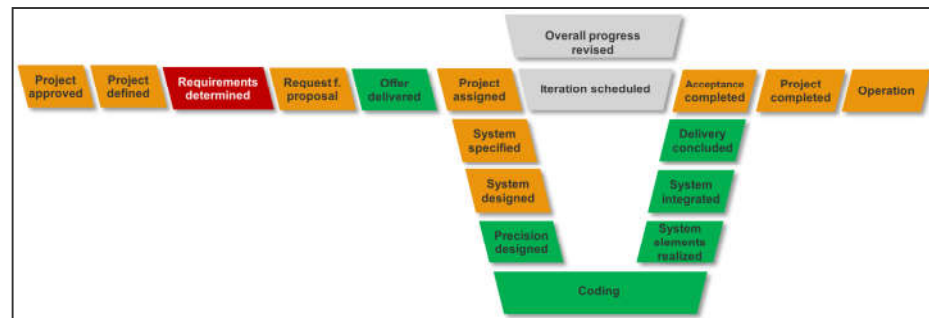 Overall progress
revised
Project
approved
Project
defined
Requirements
determined
Request f.
proposal
Offer
delivered
Project
assigned
Iteration scheduled
Acceptance
completed
Project
completed
Operation
System
specified
Delivery
concluded
System
designed
System
integrated
Precision
designed
System
elements
realized
Coding